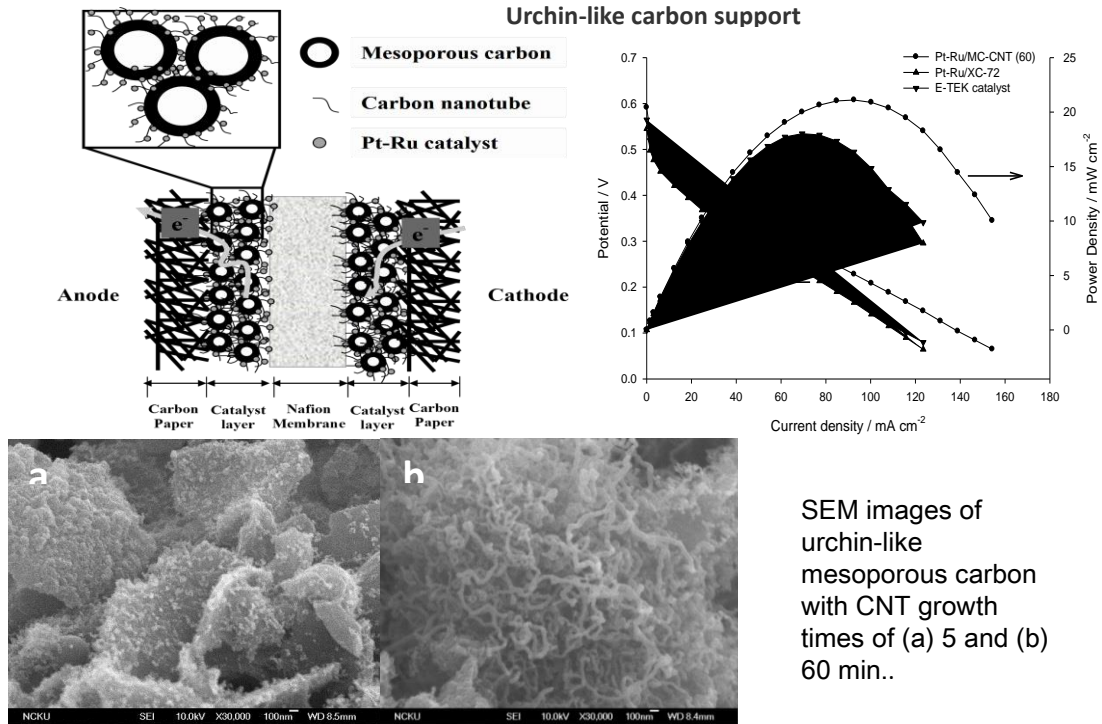 Urchin-like carbon support
Mesoporous carbon
Carbon nanotube
Pt-Ru catalyst
e⁻
e⁻
Anode
Cathode
Carbon Paper
Catalyst layer
Nafion Membrane
Catalyst layer
Carbon Paper
Pt-Ru/MC-CNT (60)
Pt-Ru/XC-72
E-TEK catalyst
Potential / V
0.7
0.6
0.5
0.4
0.3
0.2
0.1
0.0
0 20 40 60 80 100 120 140 160 180
Current density / mA cm⁻²
25
20
15
10
5
0
Power Density / mW cm⁻²
a
b
NCKU SEI 10.0kV X30,000 100nm WD 8.5mm
NCKU SEI 10.0kV X30,000 100nm WD 8.4mm
SEM images of
urchin-like
mesoporous carbon
with CNT growth
times of (a) 5 and (b)
60 min..